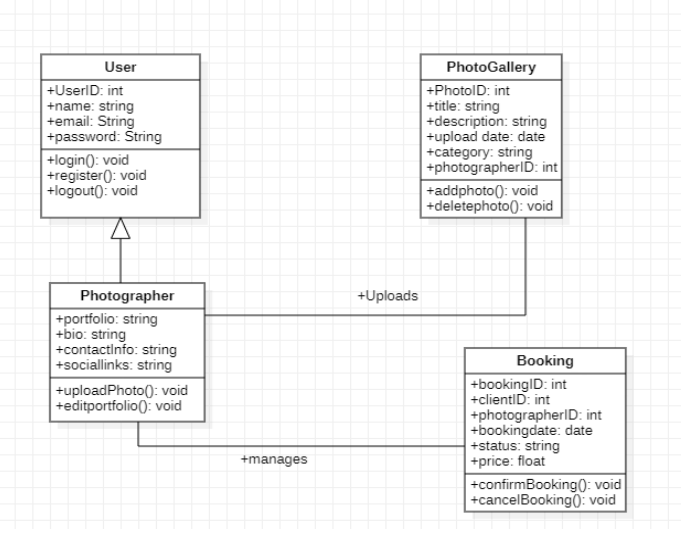 User
+UserID: int
+name: string
+email: String
+password: String
+login(): void
+register(): void
+logout(): void
PhotoGallery
+PhotoID: int
+title: string
+description: string
+upload date: date
+category: string
+photographerID: int
+addphoto(): void
+deletephoto(): void
Photographer
+portfolio: string
+bio: string
+contactInfo: string
+sociallinks: string
+uploadPhoto(): void
+editportfolio(): void
+Uploads
Booking
+bookingID: int
+clientID: int
+photographerID: int
+bookingdate: date
+status: string
+price: float
+confirmBooking(): void
+cancelBooking(): void
+manages